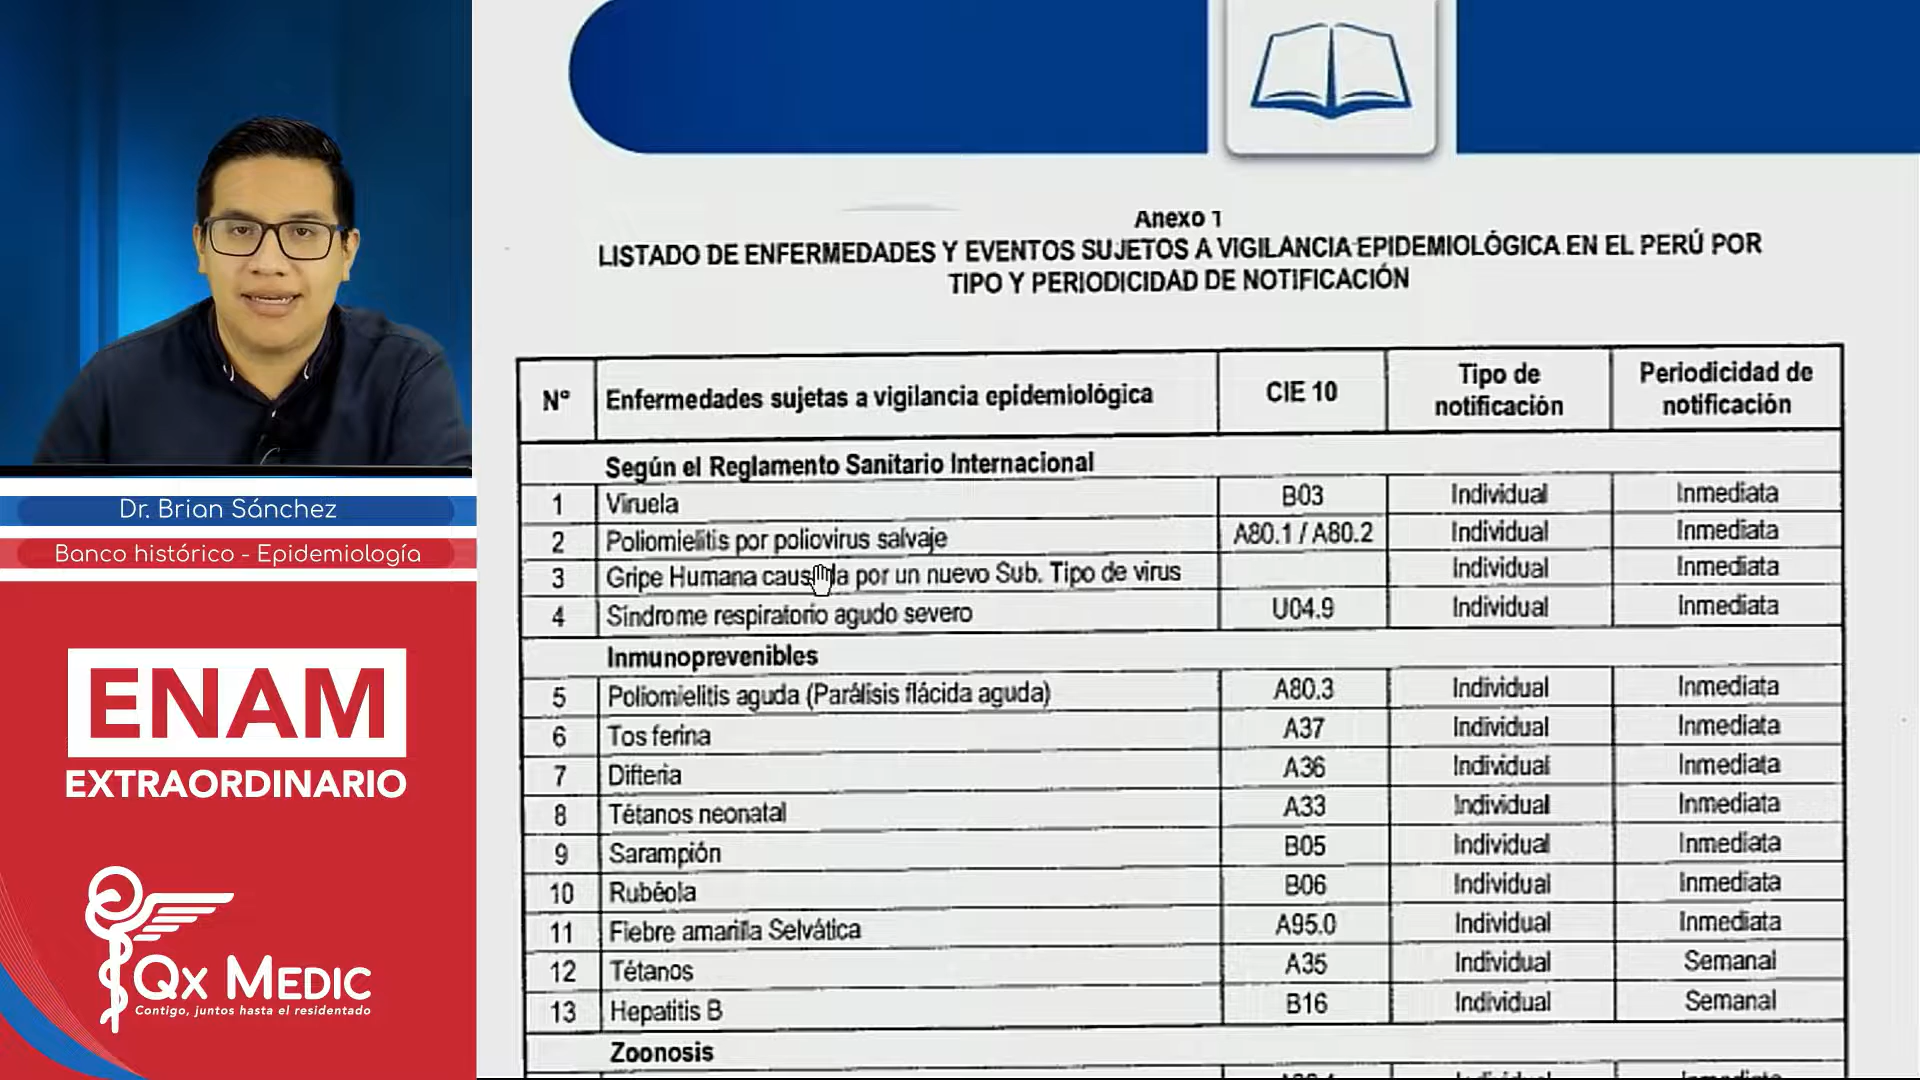 Dr. Brian Sánchez
Banco histórico - Epidemiología
ENAM
EXTRAORDINARIO
Qx MEDIC
Contigo, juntos hasta el residentado
Anexo 1
LISTADO DE ENFERMEDADES Y EVENTOS SUJETOS A VIGILANCIA EPIDEMIOLÓGICA EN EL PERÚ POR
TIPO Y PERIODICIDAD DE NOTIFICACIÓN
N° Enfermedades sujetas a vigilancia epidemiológica CIE 10 Tipo de notificación Periodicidad de notificación
Según el Reglamento Sanitario Internacional
1 Viruela B03 Individual Inmediata
2 Poliomielitis por poliovirus salvaje A80.1 / A80.2 Individual Inmediata
3 Gripe Humana causada por un nuevo Sub. Tipo de virus Individual Inmediata
4 Síndrome respiratorio agudo severo U04.9 Individual Inmediata
Inmunoprevenibles
5 Poliomielitis aguda (Parálisis flácida aguda) A80.3 Individual Inmediata
6 Tos ferina A37 Individual Inmediata
7 Difteria A36 Individual Inmediata
8 Tétanos neonatal A33 Individual Inmediata
9 Sarampión B05 Individual Inmediata
10 Rubéola B06 Individual Inmediata
11 Fiebre amarilla Selvática A95.0 Individual Inmediata
12 Tétanos A35 Individual Semanal
13 Hepatitis B B16 Individual Semanal
Zoonosis